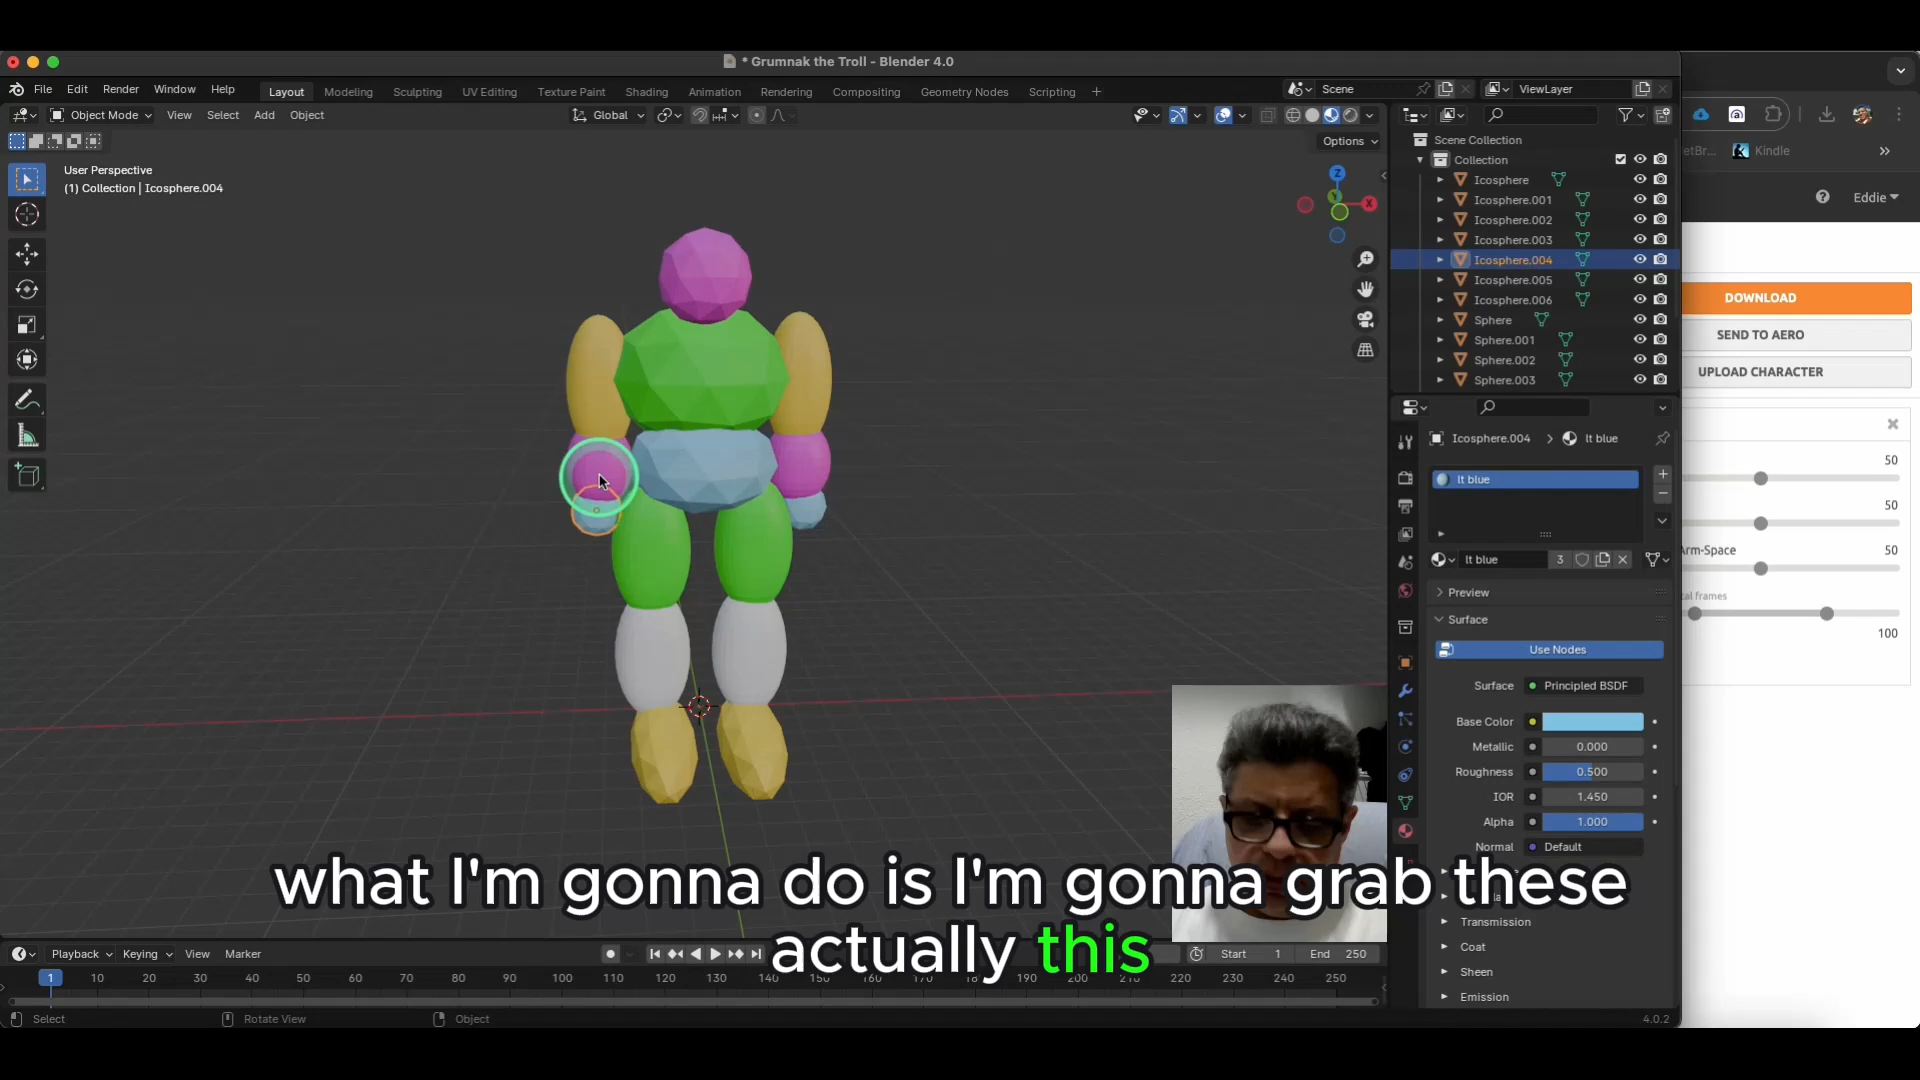 * Grumnak the Troll - Blender 4.0
File Edit Render Window Help
Layout Modeling Sculpting UV Editing Texture Paint Shading Animation Rendering Compositing Geometry Nodes Scripting +
Scene
ViewLayer
Object Mode View Select Add Object
Global
Options
User Perspective
(1) Collection | Icosphere.004
Z
Y
X
Scene Collection
Collection
Icosphere
Icosphere.001
Icosphere.002
Icosphere.003
Icosphere.004
Icosphere.005
Icosphere.006
Sphere
Sphere.001
Sphere.002
Sphere.003
Icosphere.004 > lt blue
lt blue
lt blue 3
Preview
Surface
Use Nodes
Surface Principled BSDF
Base Color
Metallic 0.000
Roughness 0.500
IOR 1.450
Alpha 1.000
Normal Default
Transmission
Coat
Sheen
Emission
Kindle
Eddie
DOWNLOAD
SEND TO AERO
UPLOAD CHARACTER
50
50
Arm-Space 50
100
what I'm gonna do is I'm gonna grab these
actually this
Playback Keying View Marker
Start 1 End 250
1 10 20 30 40 50 60 70 80 90 100 110 120 130 140 150 160 170 180 190 200 210 220 230 240 250
Select Rotate View Object
4.0.2